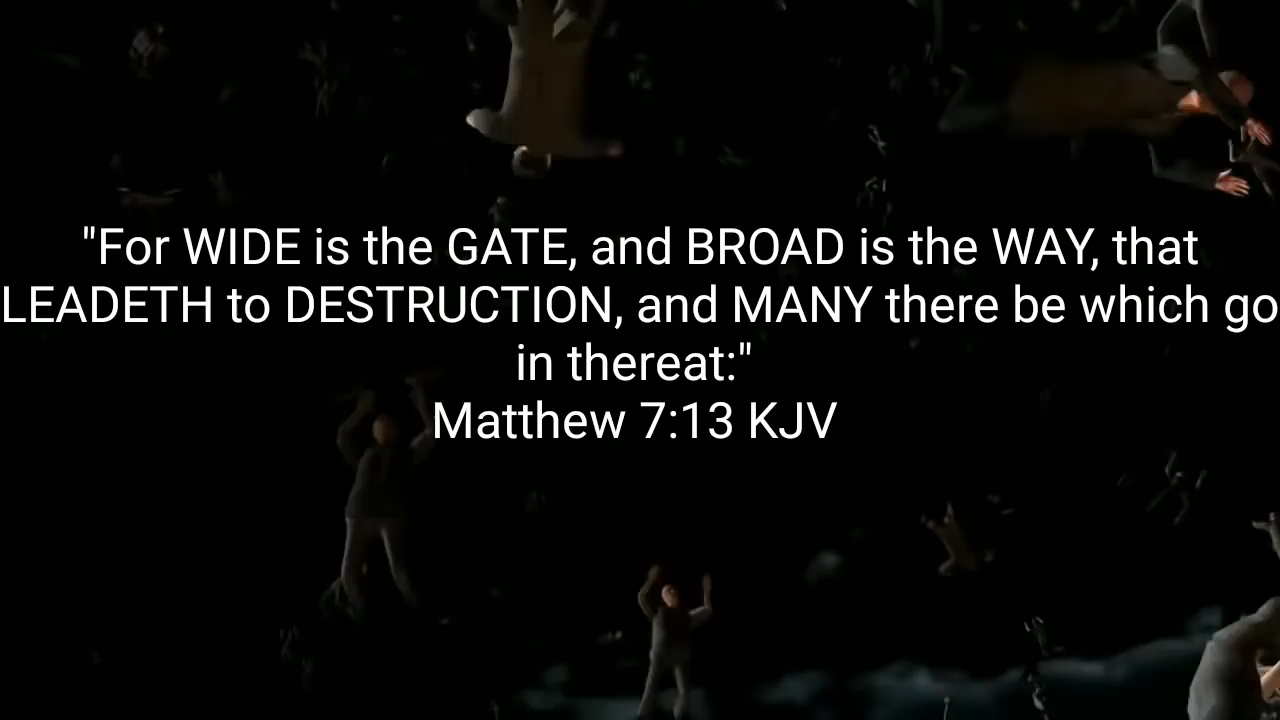 "For WIDE is the GATE, and BROAD is the WAY, that
LEADETH to DESTRUCTION, and MANY there be which go
in thereat:"
Matthew 7:13 KJV